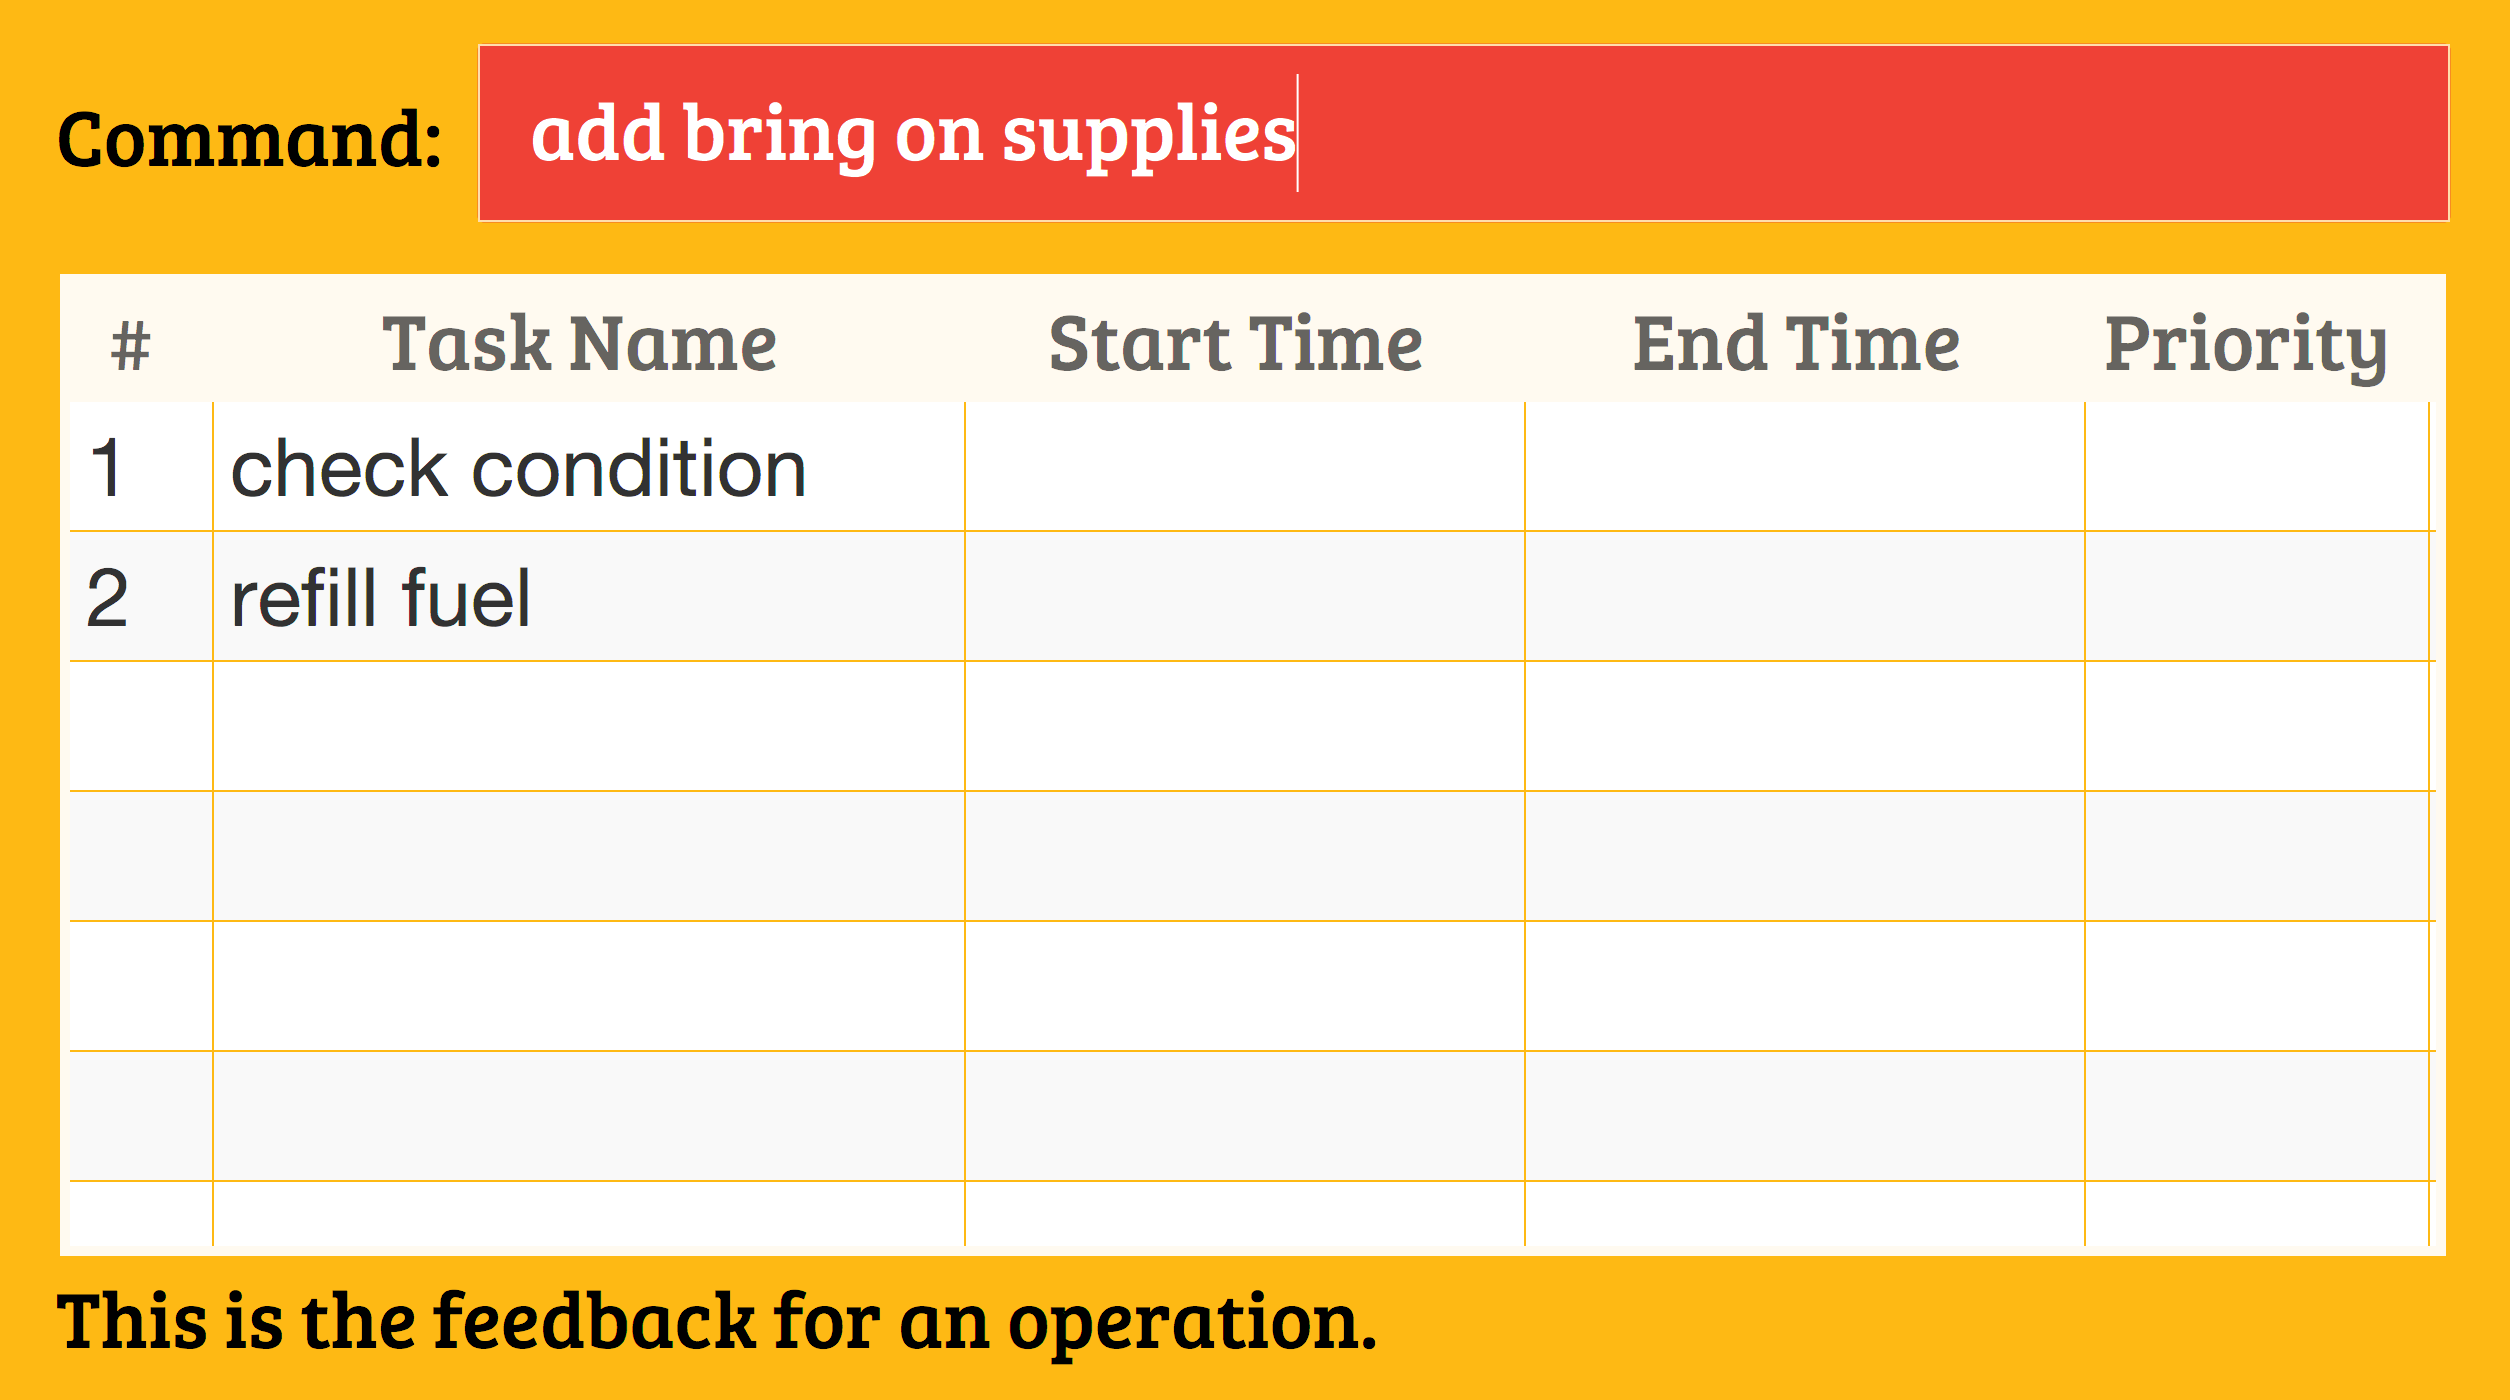 Command: add bring on supplies
# Task Name Start Time End Time Priority
1 check condition
2 refill fuel
This is the feedback for an operation.